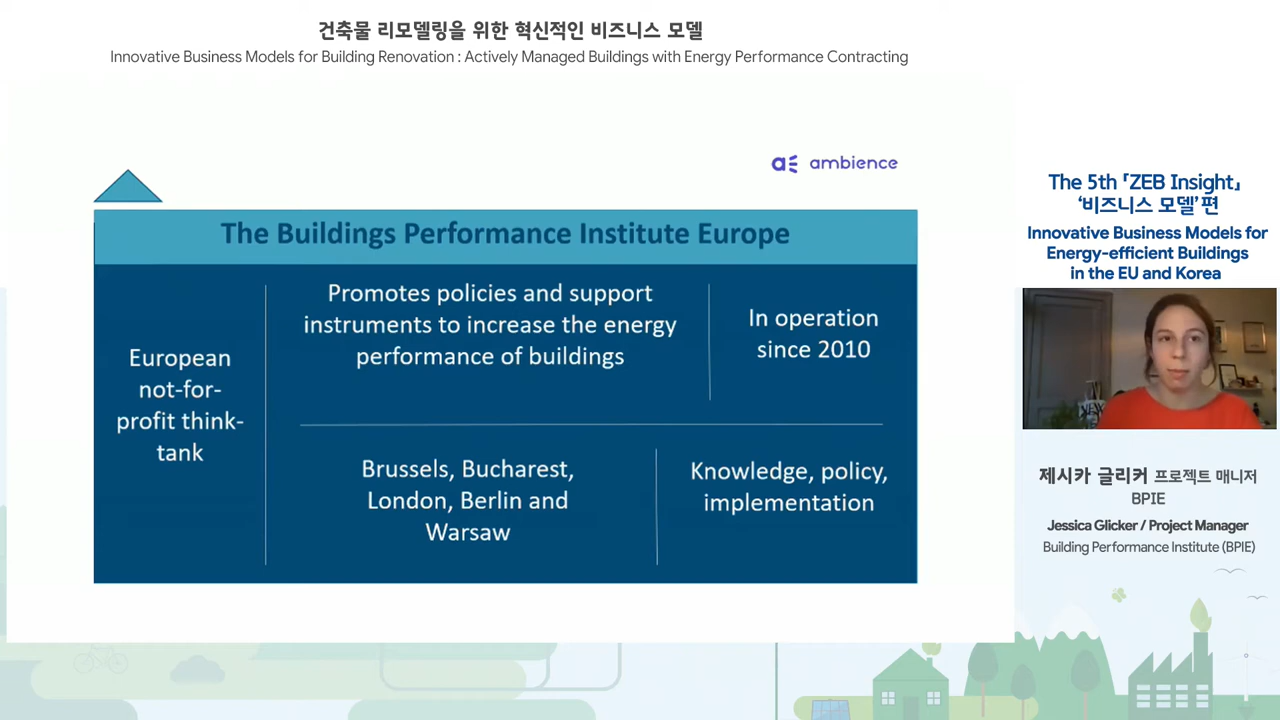 건축물 리모델링을 위한 혁신적인 비즈니스 모델
Innovative Business Models for Building Renovation : Actively Managed Buildings with Energy Performance Contracting
ambience
The Buildings Performance Institute Europe
European
not-for-
profit think-
tank
Promotes policies and support
instruments to increase the energy
performance of buildings
In operation
since 2010
Brussels, Bucharest,
London, Berlin and
Warsaw
Knowledge, policy,
implementation
The 5th「ZEB Insight」
‘비즈니스 모델’편
Innovative Business Models for
Energy-efficient Buildings
in the EU and Korea
제시카 글리커 프로젝트 매니저
BPIE
Jessica Glicker / Project Manager
Building Performance Institute (BPIE)